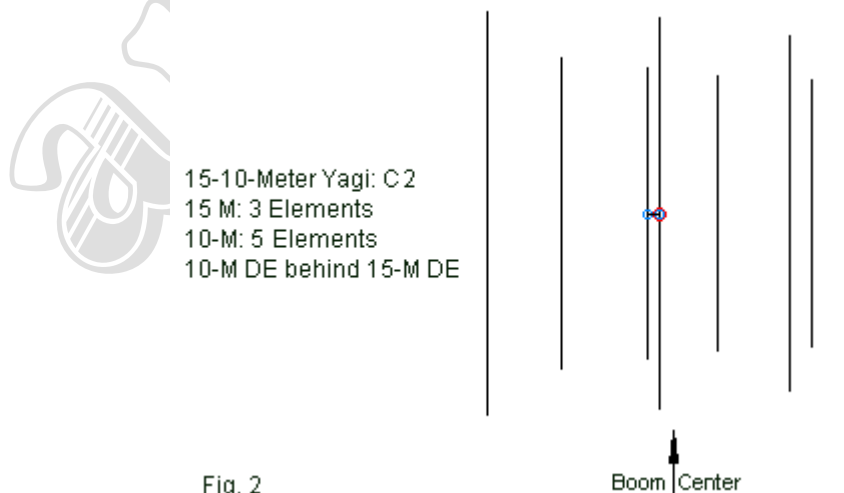 15-10-Meter Yagi: C 2
15 M: 3 Elements
10-M: 5 Elements
10-M DE behind 15-M DE
Fig. 2
Boom Center